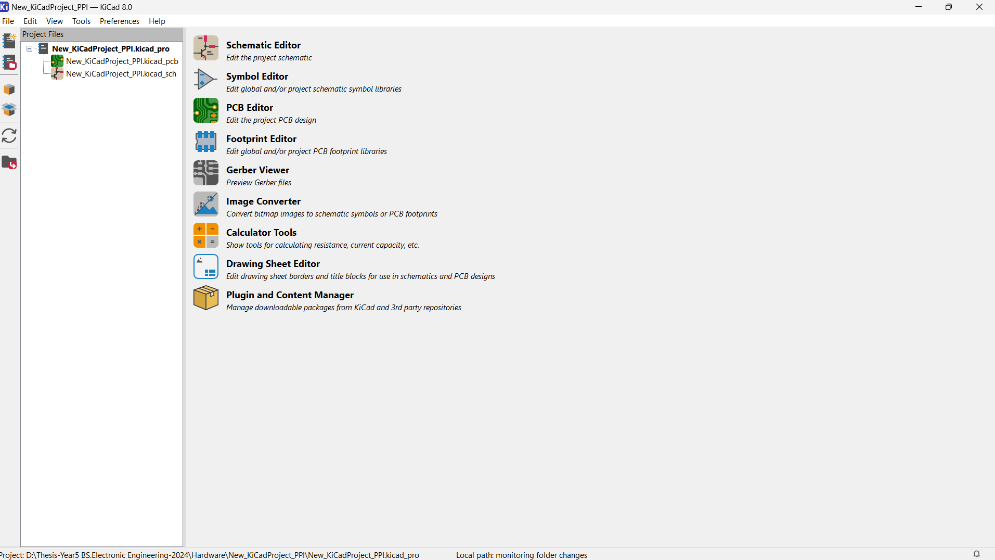 Ki New_KiCadProject_PPI — KiCad 8.0
File Edit View Tools Preferences Help
Project Files
New_KiCadProject_PPI.kicad_pro
New_KiCadProject_PPI.kicad_pcb
New_KiCadProject_PPI.kicad_sch
Schematic Editor
Edit the project schematic
Symbol Editor
Edit global and/or project schematic symbol libraries
PCB Editor
Edit the project PCB design
Footprint Editor
Edit global and/or project PCB footprint libraries
Gerber Viewer
Preview Gerber files
Image Converter
Convert bitmap images to schematic symbols or PCB footprints
Calculator Tools
Show tools for calculating resistance, current capacity, etc.
Drawing Sheet Editor
Edit drawing sheet borders and title blocks for use in schematics and PCB designs
Plugin and Content Manager
Manage downloadable packages from KiCad and 3rd party repositories
Project: D:\Thesis-Year5 BS.Electronic Engineering-2024\Hardware\New_KiCadProject_PPI\New_KiCadProject_PPI.kicad_pro Local path: monitoring folder changes